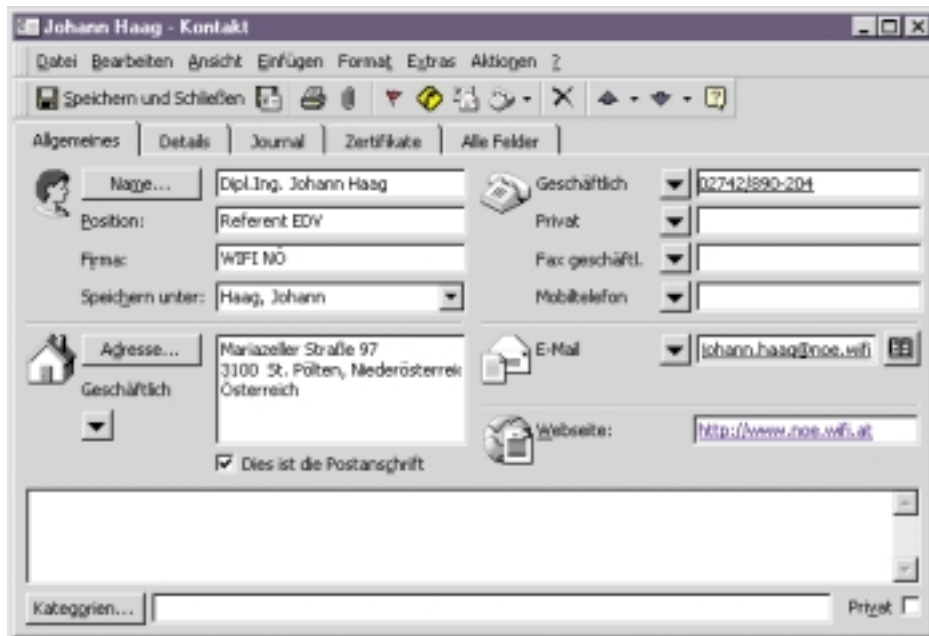 Johann Haag - Kontakt
Datei Bearbeiten Ansicht Einfügen Format Extras Aktionen ?
Speichern und Schließen
Allgemeines Details Journal Zertifikate Alle Felder
Name... Dipl.Ing. Johann Haag
Position: Referent EDV
Firma: WIFI NÖ
Speichern unter: Haag, Johann
Geschäftlich 02742/890-204
Privat
Fax geschäftl.
Mobiltelefon
Adresse... Mariazeller Straße 97
3100 St. Pölten, Niederösterreic
Österreich
Geschäftlich
Dies ist die Postanschrift
E-Mail johann.haag@noe.wifi
Webseite: http://www.noe.wifi.at
Kategorien... Privat